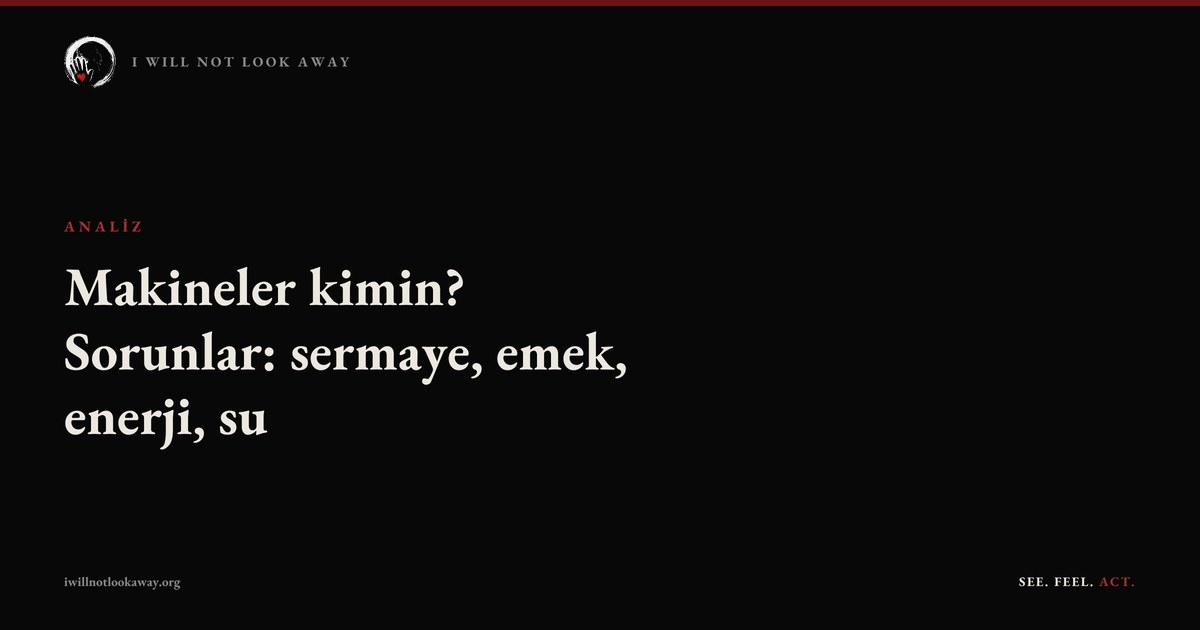 I WILL NOT LOOK AWAY
ANALİZ
Makineler kimin?
Sorunlar: sermaye, emek,
enerji, su
iwillnotlookaway.org
SEE. FEEL. ACT.